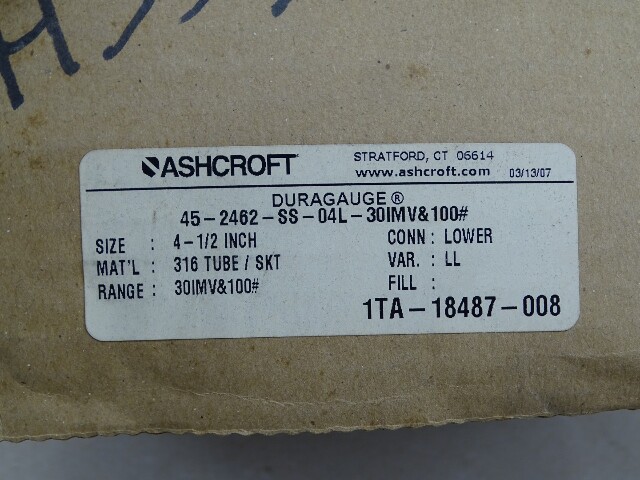 ASHCROFT
STRATFORD, CT 06614
www.ashcroft.com 03/13/07
DURAGAUGE®
45-2462-SS-04L-30IMV&100#
SIZE : 4-1/2 INCH CONN : LOWER
MAT'L : 316 TUBE / SKT VAR. : LL
RANGE : 30IMV&100# FILL :
1TA-18487-008